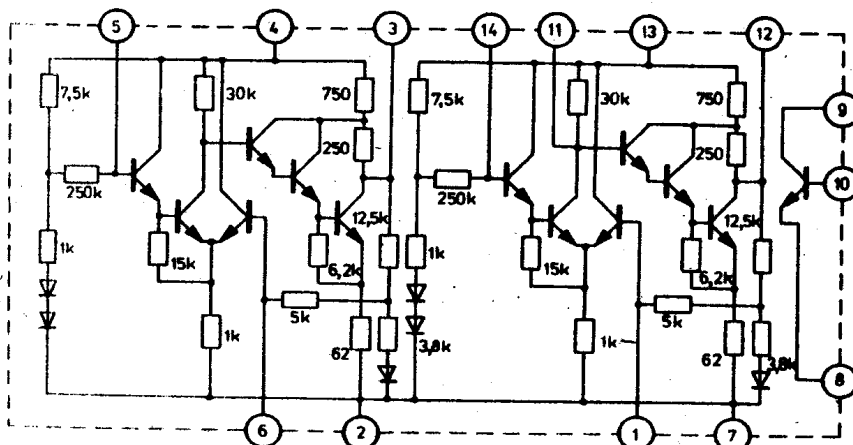 5 4 3 14 11 13 12
7,5k 30k 750 7,5k 30k 750 9
250 250
250k 250k 10
12,5k 12,5k
1k 15k 6,2k 1k 15k 6,2k
5k 5k
1k 62 3,8k 1k 62 3,8k
8
6 2 1 7